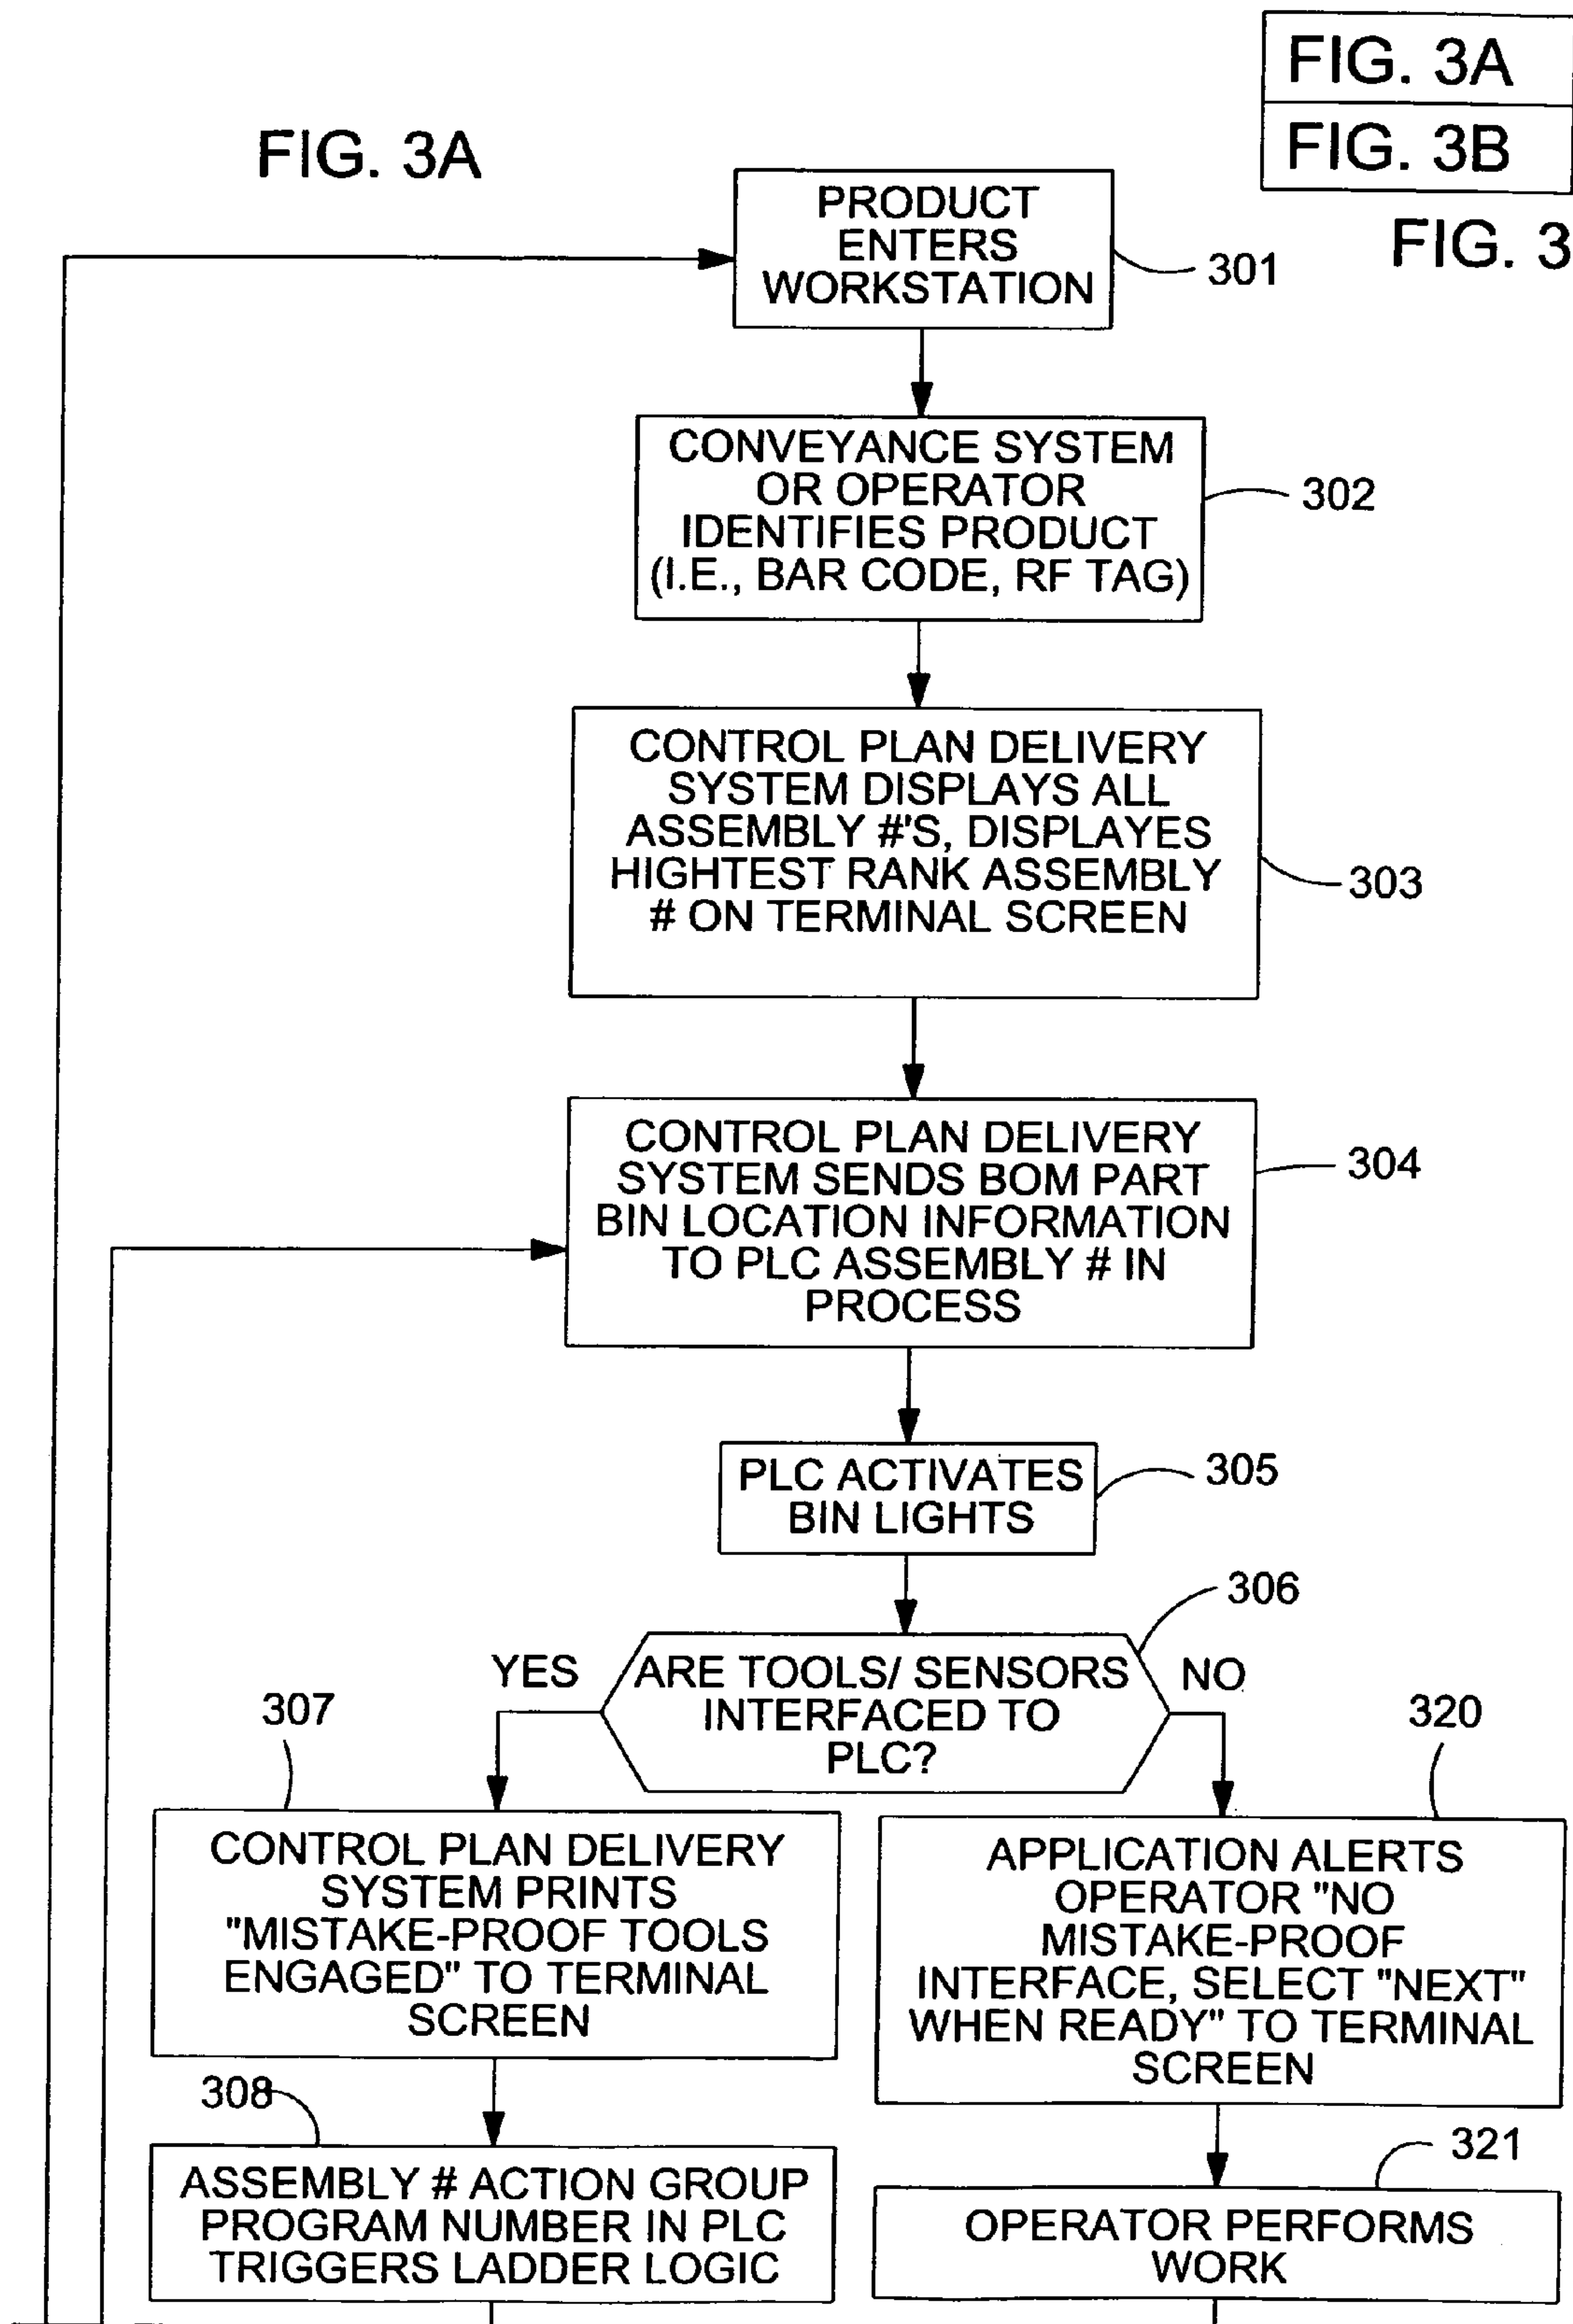 FIG. 3A
FIG. 3B
FIG. 3
FIG. 3A
PRODUCT
ENTERS
WORKSTATION
301
CONVEYANCE SYSTEM
OR OPERATOR
IDENTIFIES PRODUCT
(I.E., BAR CODE, RF TAG)
302
CONTROL PLAN DELIVERY
SYSTEM DISPLAYS ALL
ASSEMBLY #'S, DISPLAYES
HIGHTEST RANK ASSEMBLY
# ON TERMINAL SCREEN
303
CONTROL PLAN DELIVERY
SYSTEM SENDS BOM PART
BIN LOCATION INFORMATION
TO PLC ASSEMBLY # IN
PROCESS
304
PLC ACTIVATES
BIN LIGHTS
305
306
YES
ARE TOOLS/ SENSORS
INTERFACED TO
PLC?
NO
307
CONTROL PLAN DELIVERY
SYSTEM PRINTS
"MISTAKE-PROOF TOOLS
ENGAGED" TO TERMINAL
SCREEN
320
APPLICATION ALERTS
OPERATOR "NO
MISTAKE-PROOF
INTERFACE, SELECT "NEXT"
WHEN READY" TO TERMINAL
SCREEN
308
ASSEMBLY # ACTION GROUP
PROGRAM NUMBER IN PLC
TRIGGERS LADDER LOGIC
321
OPERATOR PERFORMS
WORK